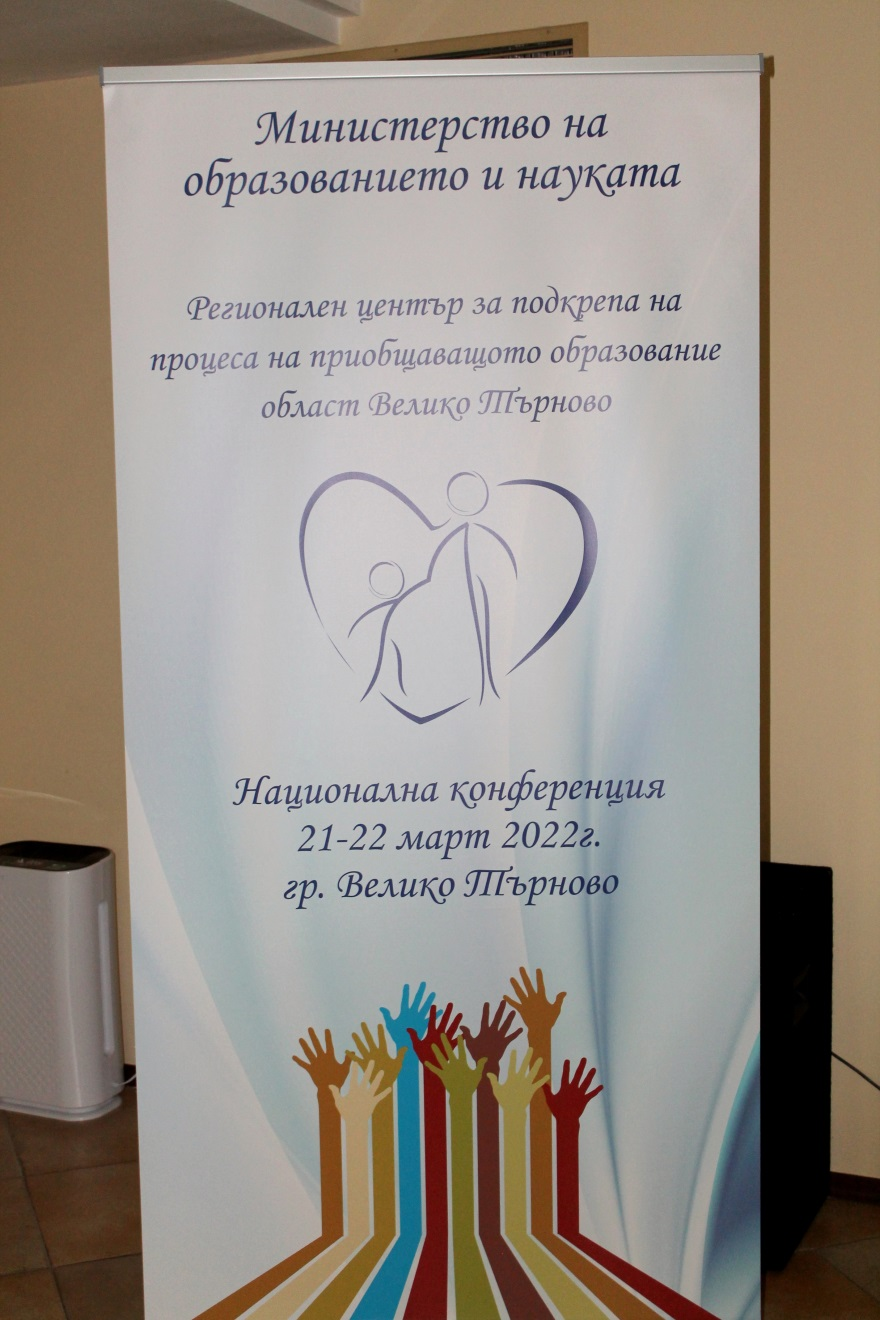 Министерство на
образованието и науката
Регионален център за подкрепа на
процеса на приобщаващото образование
област Велико Търново
Национална конференция
21-22 март 2022г.
гр. Велико Търново